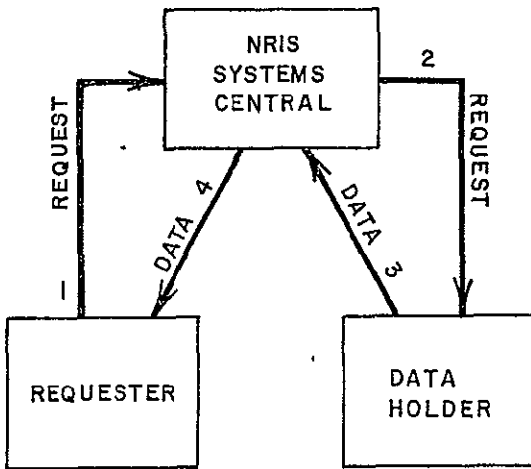 NRIS
SYSTEMS
CENTRAL
2
REQUEST
REQUEST
DATA 4
DATA 3
1
REQUESTER
DATA
HOLDER